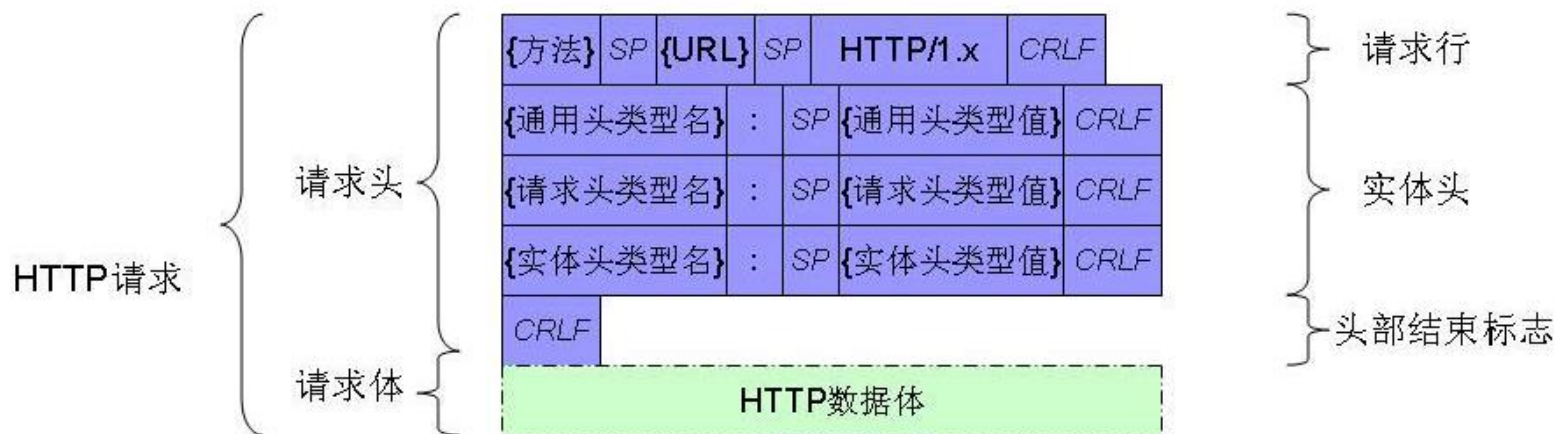 {方法} SP {URL} SP HTTP/1.x CRLF 请求行
{通用头类型名} : SP {通用头类型值} CRLF
请求头 {请求头类型名} : SP {请求头类型值} CRLF 实体头
{实体头类型名} : SP {实体头类型值} CRLF
HTTP请求
CRLF 头部结束标志
请求体 HTTP数据体